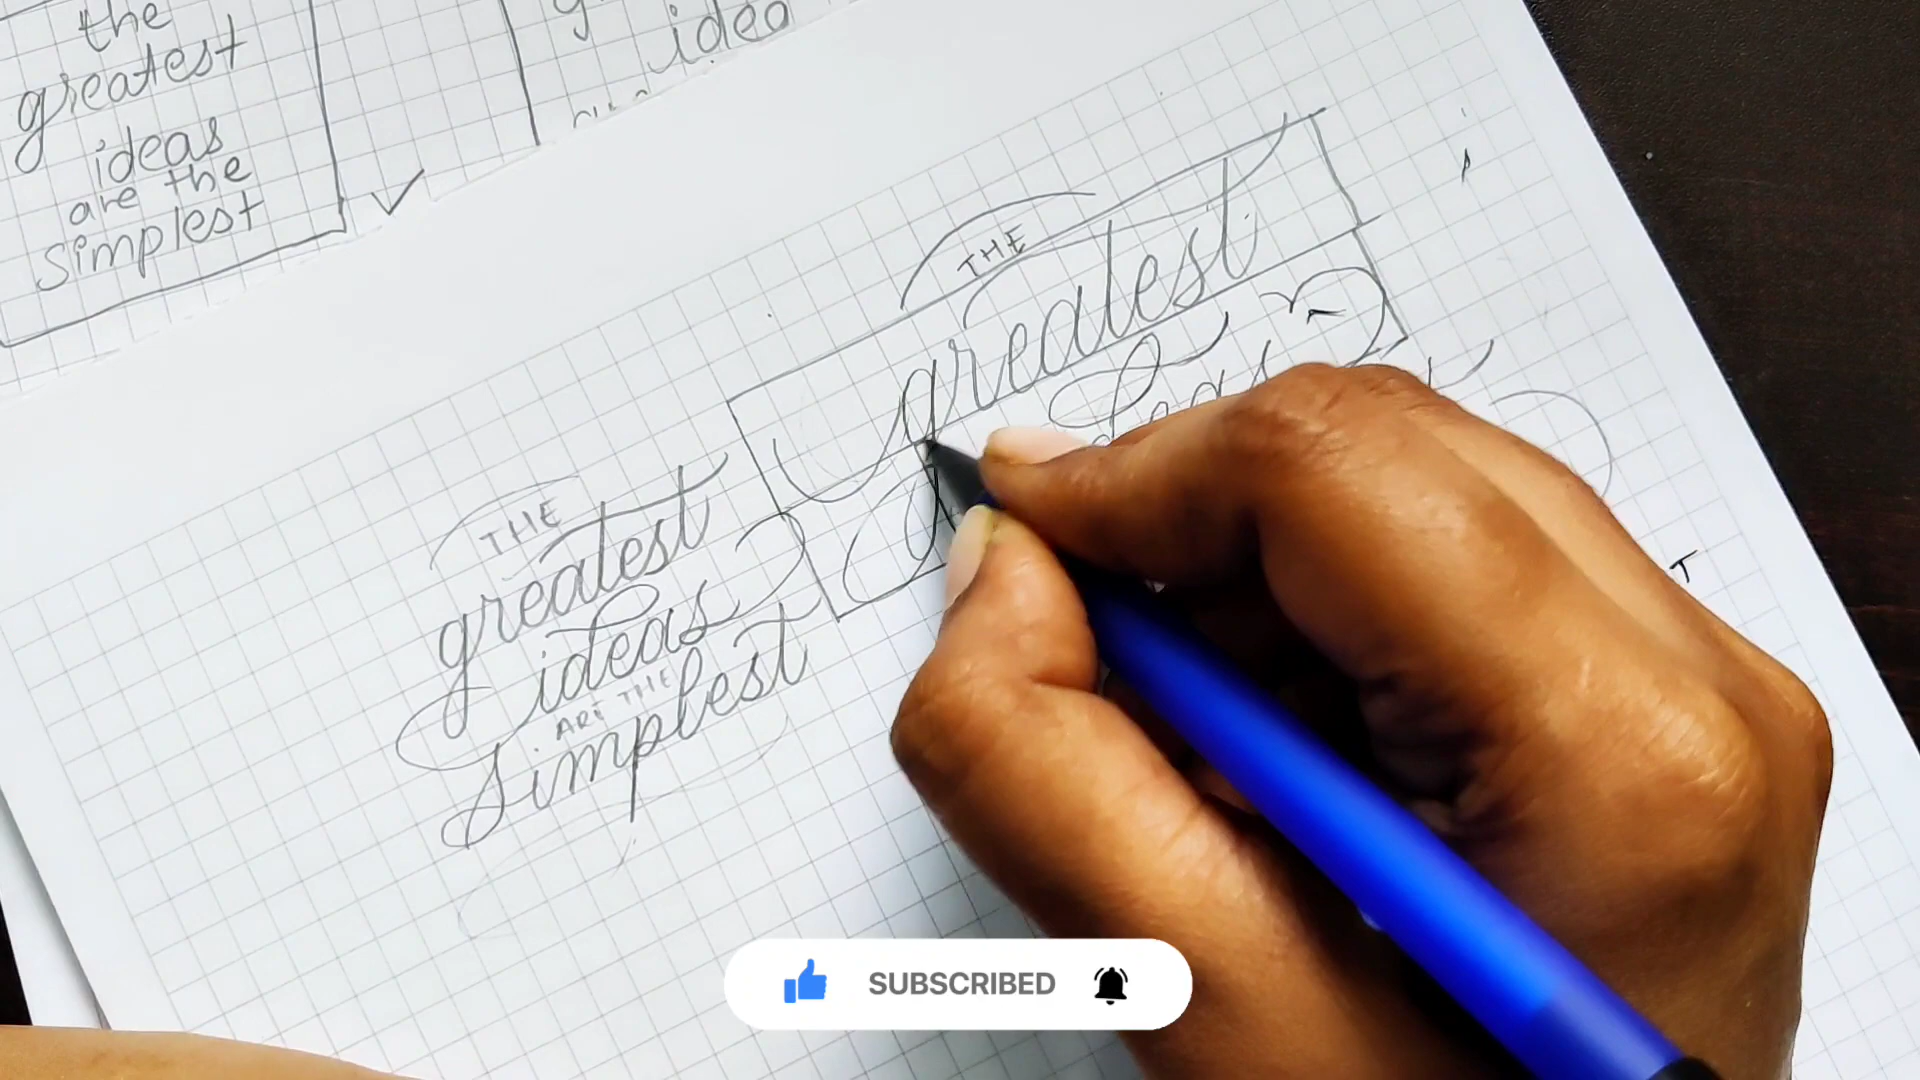 the
greatest
ideas
are the
simplest
idea
THE
greatest
ideas
ARE THE
simplest
THE
greatest
SUBSCRIBED